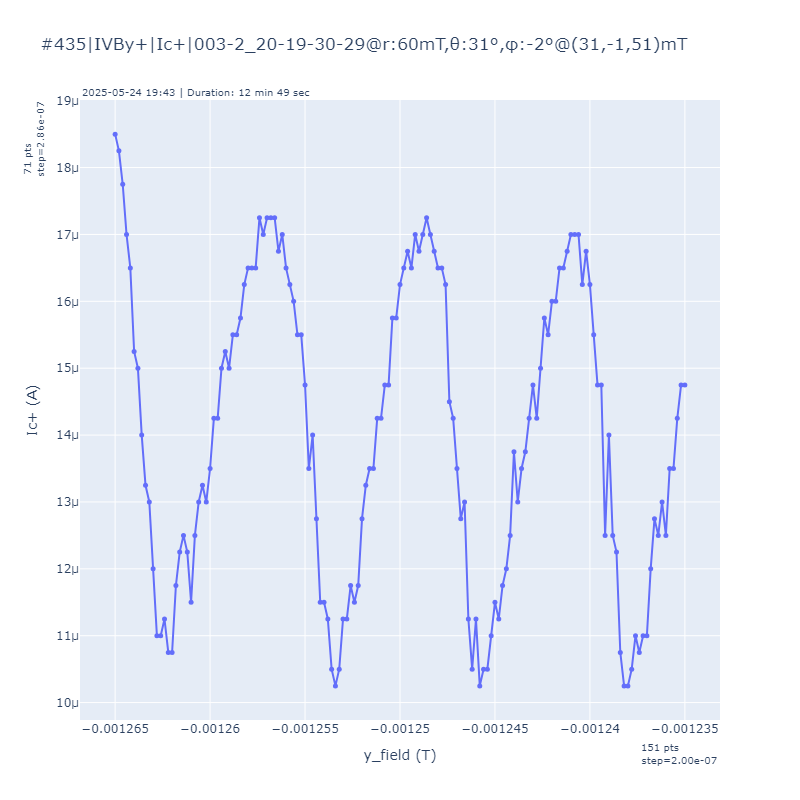 #435|IVBy+|Ic+|003-2_20-19-30-29@r:60mT,θ:31º,φ:-2º@(31,-1,51)mT
2025-05-24 19:43 | Duration: 12 min 49 sec
71 pts
step=2.86e-07
19μ
18μ
17μ
16μ
15μ
14μ
13μ
12μ
11μ
10μ
Ic+ (A)
−0.001265
−0.00126
−0.001255
−0.00125
−0.001245
−0.00124
−0.001235
y_field (T)
151 pts
step=2.00e-07